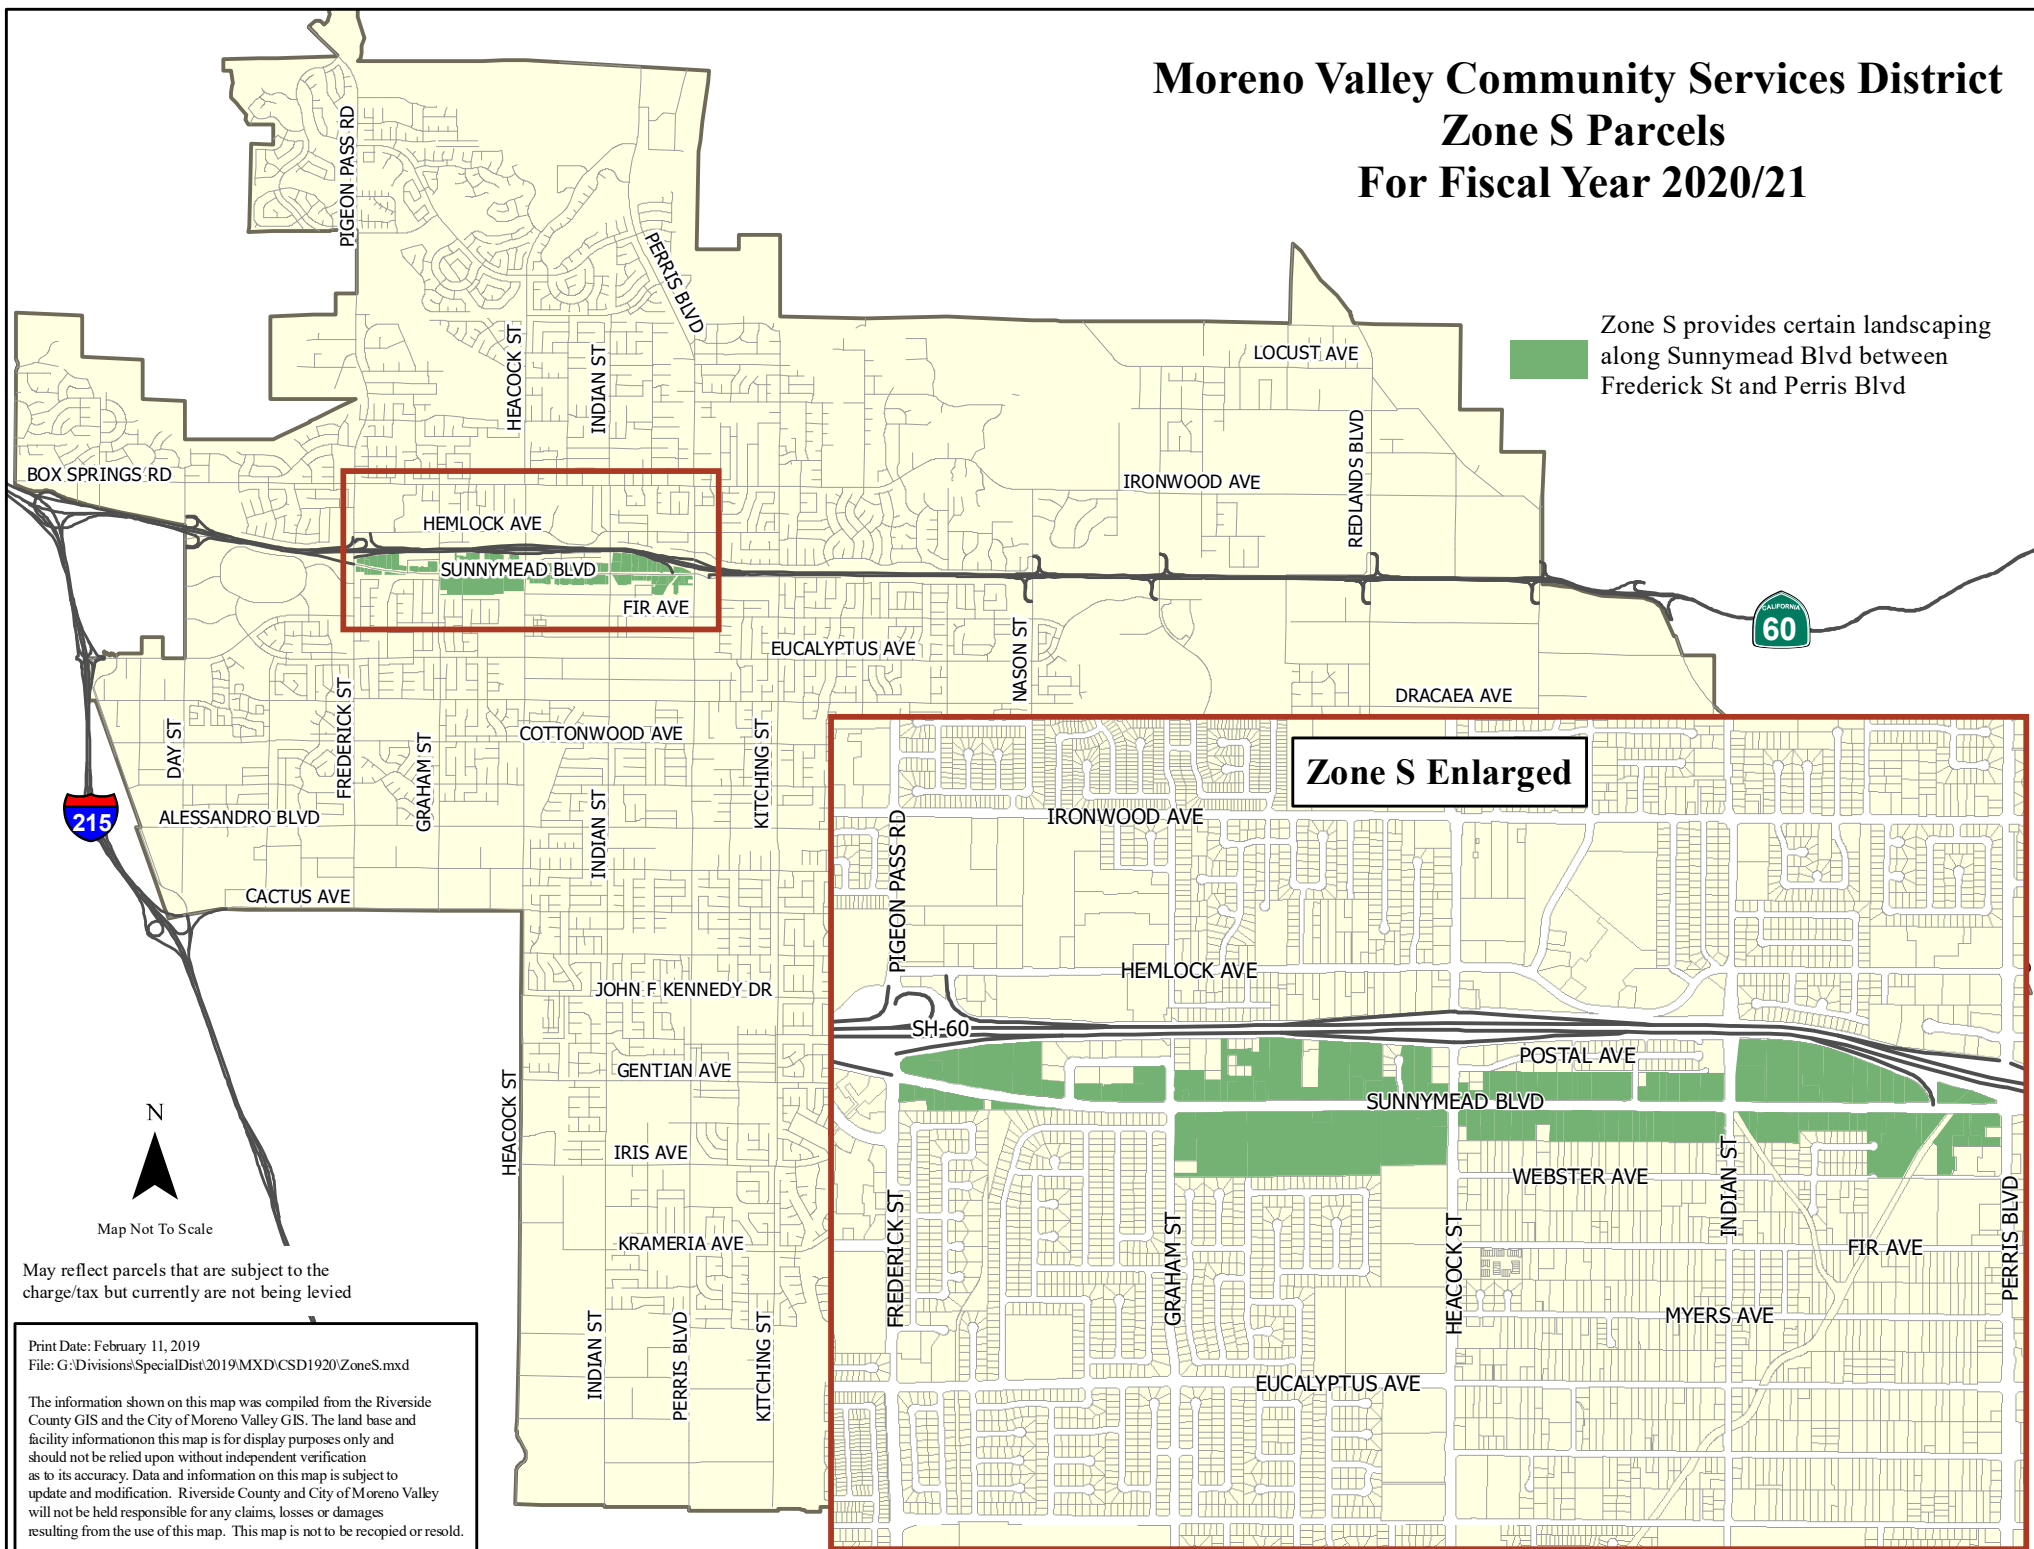 Moreno Valley Community Services District
Zone S Parcels
For Fiscal Year 2020/21
Zone S provides certain landscaping
along Sunnymead Blvd between
Frederick St and Perris Blvd
PIGEON PASS RD
PERRIS BLVD
HEACOCK ST
INDIAN ST
LOCUST AVE
REDLANDS BLVD
BOX SPRINGS RD
IRONWOOD AVE
HEMLOCK AVE
SUNNYMEAD BLVD
FIR AVE
CALIFORNIA
60
EUCALYPTUS AVE
NASON ST
DRACAEA AVE
DAY ST
FREDERICK ST
GRAHAM ST
COTTONWOOD AVE
KITCHING ST
215
ALESSANDRO BLVD
INDIAN ST
CACTUS AVE
JOHN F KENNEDY DR
GENTIAN AVE
HEACOCK ST
IRIS AVE
KRAMERIA AVE
INDIAN ST
PERRIS BLVD
KITCHING ST
Zone S Enlarged
IRONWOOD AVE
PIGEON PASS RD
HEMLOCK AVE
SH-60
POSTAL AVE
SUNNYMEAD BLVD
WEBSTER AVE
INDIAN ST
FREDERICK ST
GRAHAM ST
HEACOCK ST
FIR AVE
PERRIS BLVD
MYERS AVE
EUCALYPTUS AVE
N
Map Not To Scale
May reflect parcels that are subject to the
charge/tax but currently are not being levied
Print Date: February 11, 2019
File: G:\Divisions\SpecialDist\2019\MXD\CSD1920\ZoneS.mxd
The information shown on this map was compiled from the Riverside
County GIS and the City of Moreno Valley GIS. The land base and
facility informationon this map is for display purposes only and
should not be relied upon without independent verification
as to its accuracy. Data and information on this map is subject to
update and modification. Riverside County and City of Moreno Valley
will not be held responsible for any claims, losses or damages
resulting from the use of this map. This map is not to be recopied or resold.